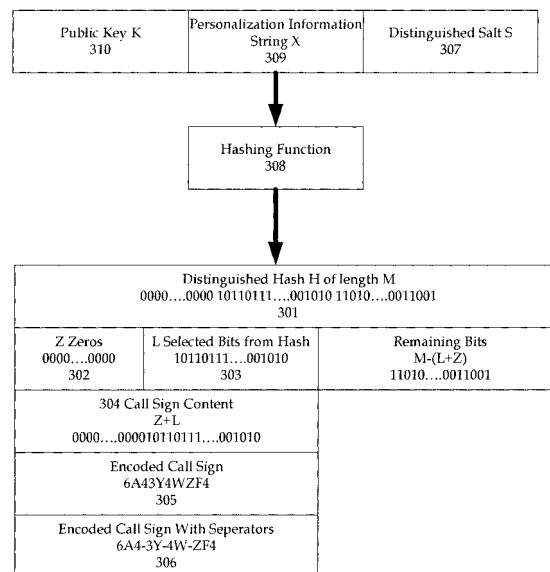 Public Key K
310
Personalization Information
String X
309
Distinguished Salt S
307
Hashing Function
308
Distinguished Hash H of length M
0000....0000 10110111....001010 11010....0011001
301
Z Zeros
0000....0000
302
L Selected Bits from Hash
10110111....001010
303
Remaining Bits
M-(L+Z)
11010....0011001
304 Call Sign Content
Z+L
0000....000010110111....001010
Encoded Call Sign
6A43Y4WZF4
305
Encoded Call Sign With Seperators
6A4-3Y-4W-ZF4
306